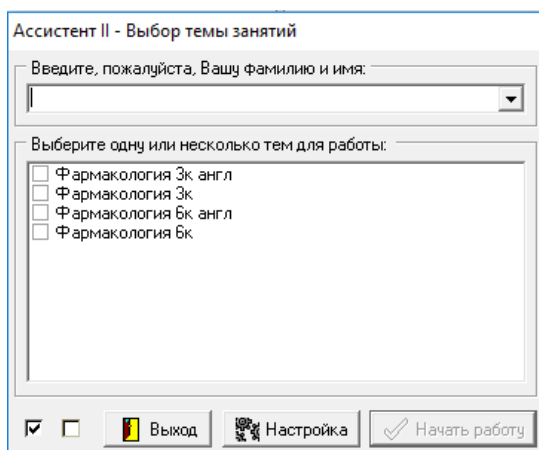 Ассистент II - Выбор темы занятий
Введите, пожалуйста, Вашу фамилию и имя:
Выберите одну или несколько тем для работы:
Фармакология 3к англ
Фармакология 3к
Фармакология 6к англ
Фармакология 6к
Выход Настройка Начать работу